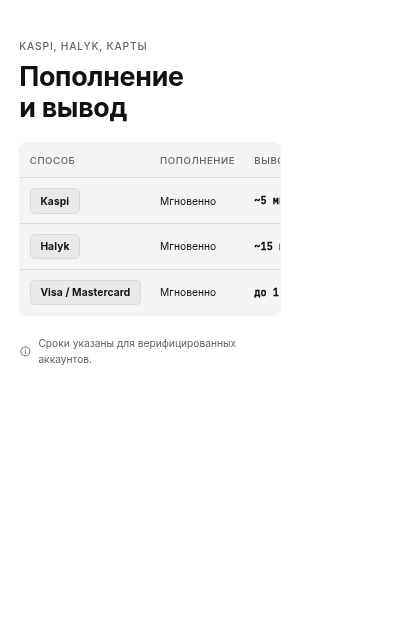 KASPI, HALYK, КАРТЫ
Пополнение
и вывод
СПОСОБ ПОПОЛНЕНИЕ
Kaspi Мгновенно ~5
Halyk Мгновенно ~15
Visa / Mastercard Мгновенно до 1
Сроки указаны для верифицированных
аккаунтов.